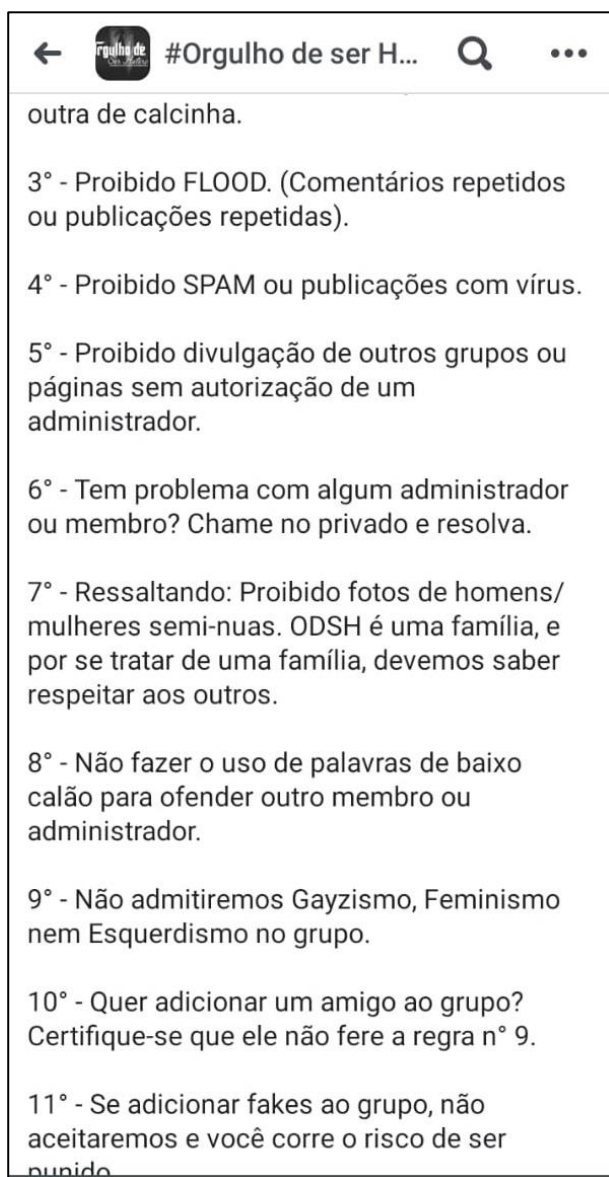 #Orgulho de ser H...
outra de calcinha.
3° - Proibido FLOOD. (Comentários repetidos
ou publicações repetidas).
4° - Proibido SPAM ou publicações com vírus.
5° - Proibido divulgação de outros grupos ou
páginas sem autorização de um
administrador.
6° - Tem problema com algum administrador
ou membro? Chame no privado e resolva.
7° - Ressaltando: Proibido fotos de homens/
mulheres semi-nuas. ODSH é uma família, e
por se tratar de uma família, devemos saber
respeitar aos outros.
8° - Não fazer o uso de palavras de baixo
calão para ofender outro membro ou
administrador.
9° - Não admitiremos Gayzismo, Feminismo
nem Esquerdismo no grupo.
10° - Quer adicionar um amigo ao grupo?
Certifique-se que ele não fere a regra n° 9.
11° - Se adicionar fakes ao grupo, não
aceitaremos e você corre o risco de ser
punido